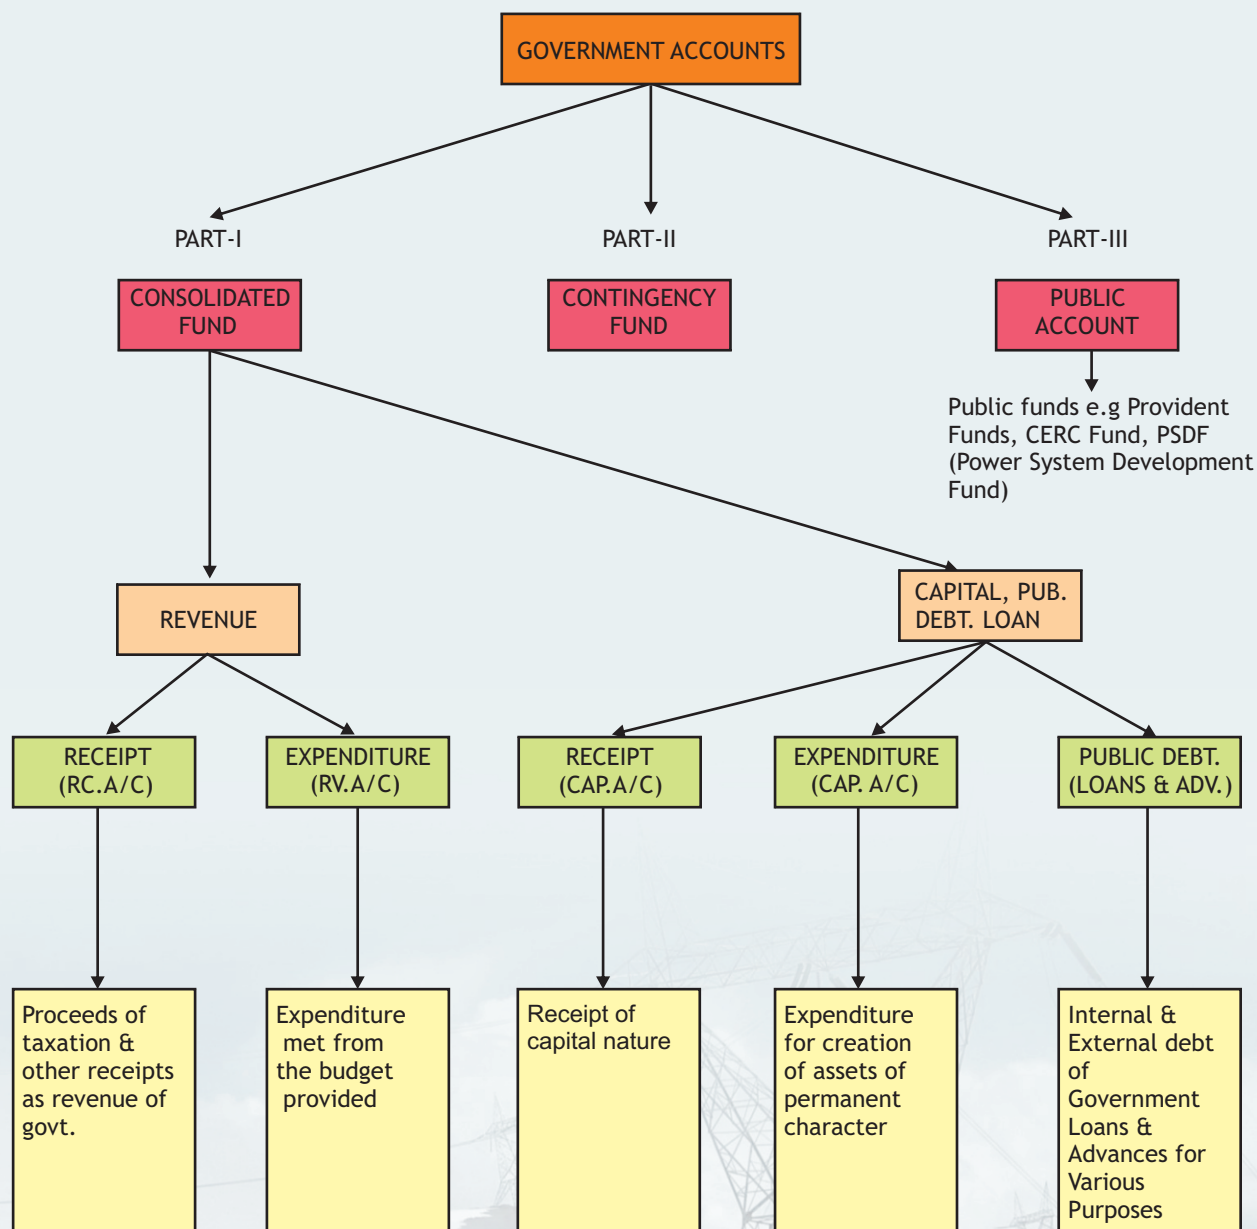 GOVERNMENT ACCOUNTS
PART-I
PART-II
PART-III
CONSOLIDATED
FUND
CONTINGENCY
FUND
PUBLIC
ACCOUNT
Public funds e.g Provident
Funds, CERC Fund, PSDF
(Power System Development
Fund)
REVENUE
CAPITAL, PUB.
DEBT. LOAN
RECEIPT
(RC.A/C)
EXPENDITURE
(RV.A/C)
RECEIPT
(CAP.A/C)
EXPENDITURE
(CAP. A/C)
PUBLIC DEBT.
(LOANS & ADV.)
Proceeds of
taxation &
other receipts
as revenue of
govt.
Expenditure
met from
the budget
provided
Receipt of
capital nature
Expenditure
for creation
of assets of
permanent
character
Internal &
External debt
of
Government
Loans &
Advances for
Various
Purposes